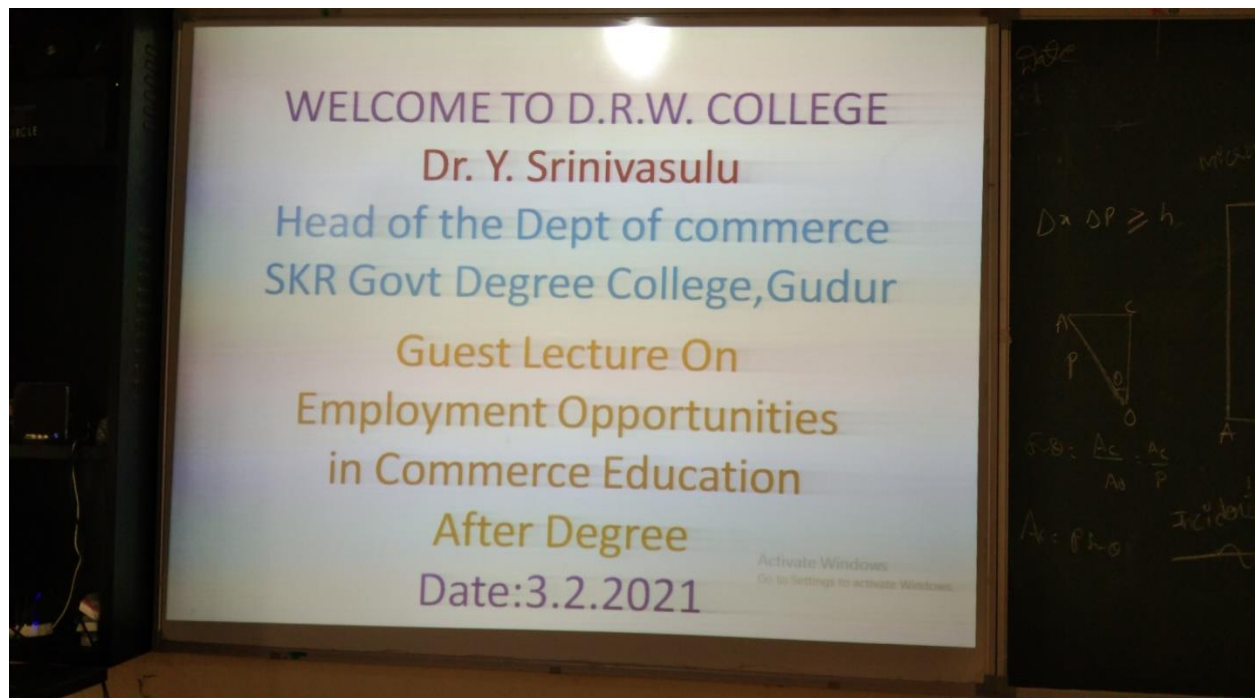 WELCOME TO D.R.W. COLLEGE
Dr. Y. Srinivasulu
Head of the Dept of commerce
SKR Govt Degree College,Gudur
Guest Lecture On
Employment Opportunities
in Commerce Education
After Degree
Date:3.2.2021
Activate Windows
Go to Settings to activate Windows.
Date
Δx ΔP ≥ h
A C
P
θ
O
A